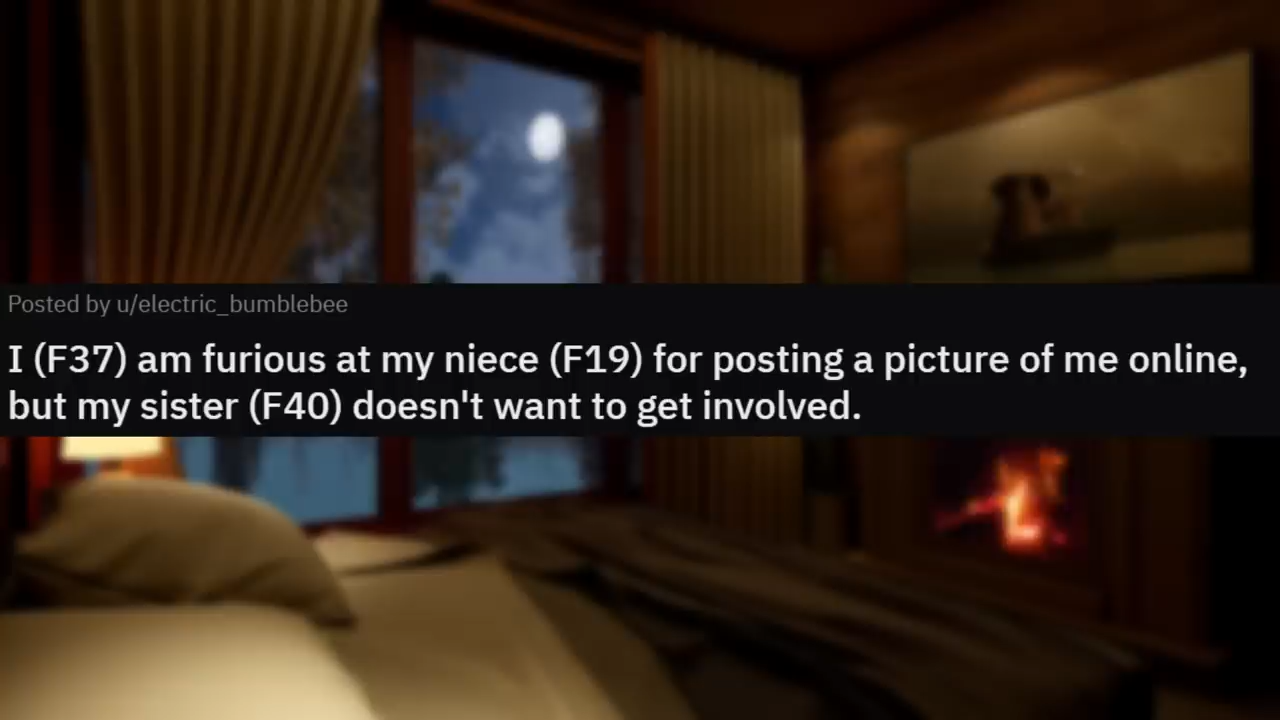 Posted by u/electric_bumblebee
I (F37) am furious at my niece (F19) for posting a picture of me online,
but my sister (F40) doesn't want to get involved.